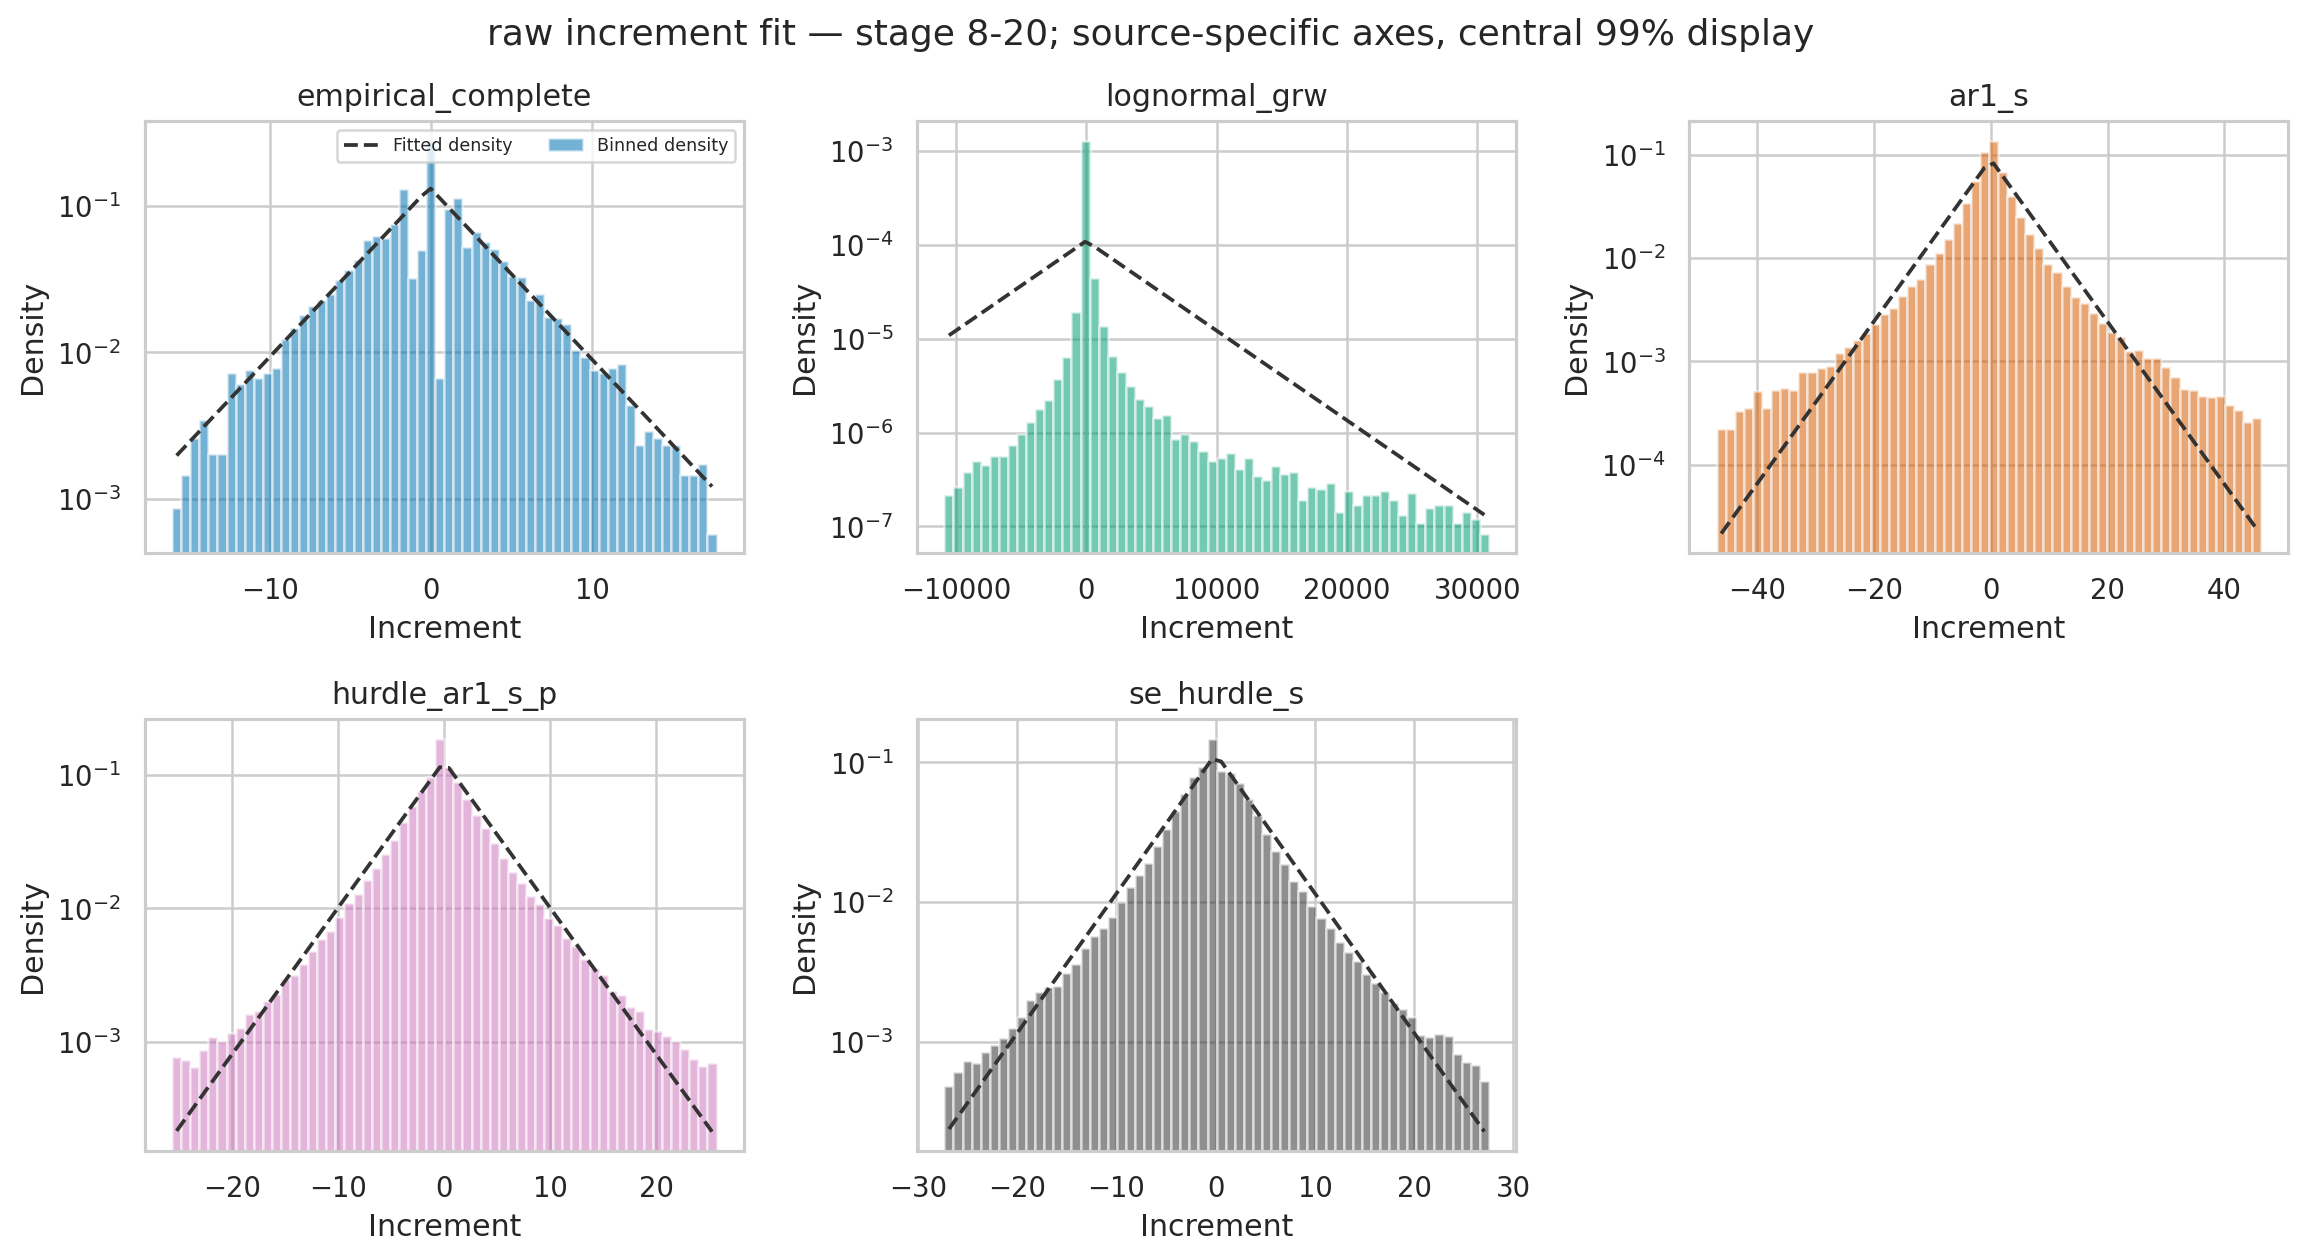 raw increment fit — stage 8-20; source-specific axes, central 99% display
empirical_complete
Fitted density
Binned density
Density
10⁻¹
10⁻²
10⁻³
−10
0
10
Increment
lognormal_grw
Density
10⁻³
10⁻⁴
10⁻⁵
10⁻⁶
10⁻⁷
−10000
0
10000
20000
30000
Increment
ar1_s
Density
10⁻¹
10⁻²
10⁻³
10⁻⁴
−40
−20
0
20
40
Increment
hurdle_ar1_s_p
Density
10⁻¹
10⁻²
10⁻³
−20
−10
0
10
20
Increment
se_hurdle_s
Density
10⁻¹
10⁻²
10⁻³
−30
−20
−10
0
10
20
30
Increment